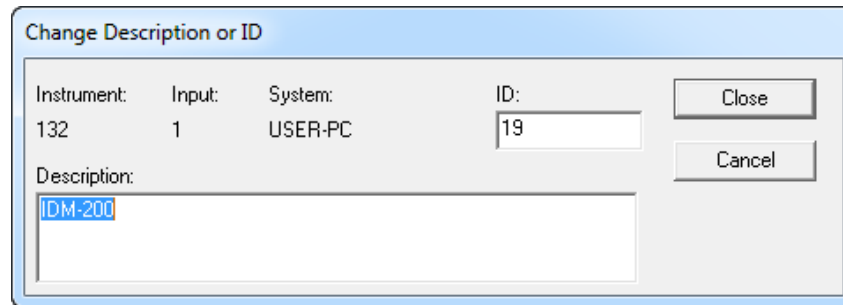 Change Description or ID
Instrument: Input: System: ID:
132 1 USER-PC 19
Close
Cancel
Description:
IDM-200